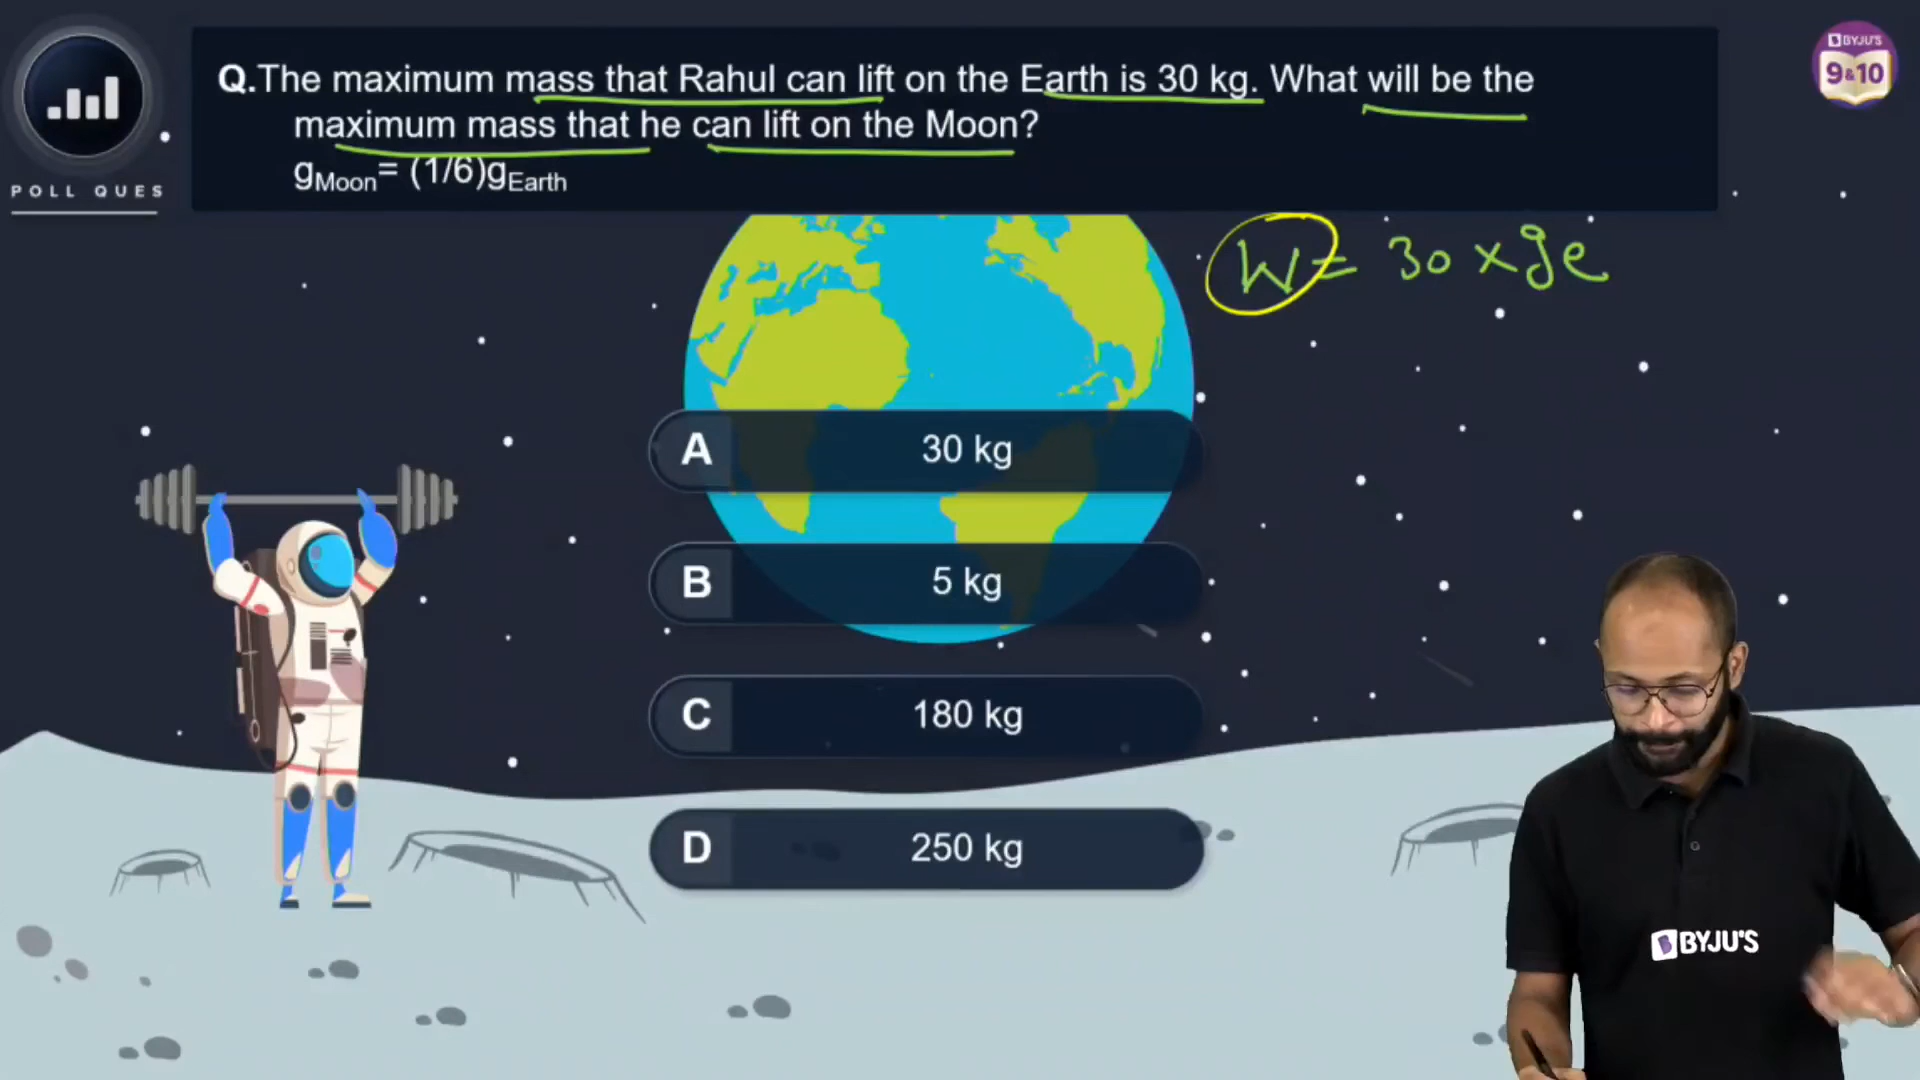 BYJU'S
9&10
Q.The maximum mass that Rahul can lift on the Earth is 30 kg. What will be the
maximum mass that he can lift on the Moon?
gMoon= (1/6)gEarth
POLL QUES
W = 30 x ge
A 30 kg
B 5 kg
C 180 kg
D 250 kg
BYJU'S